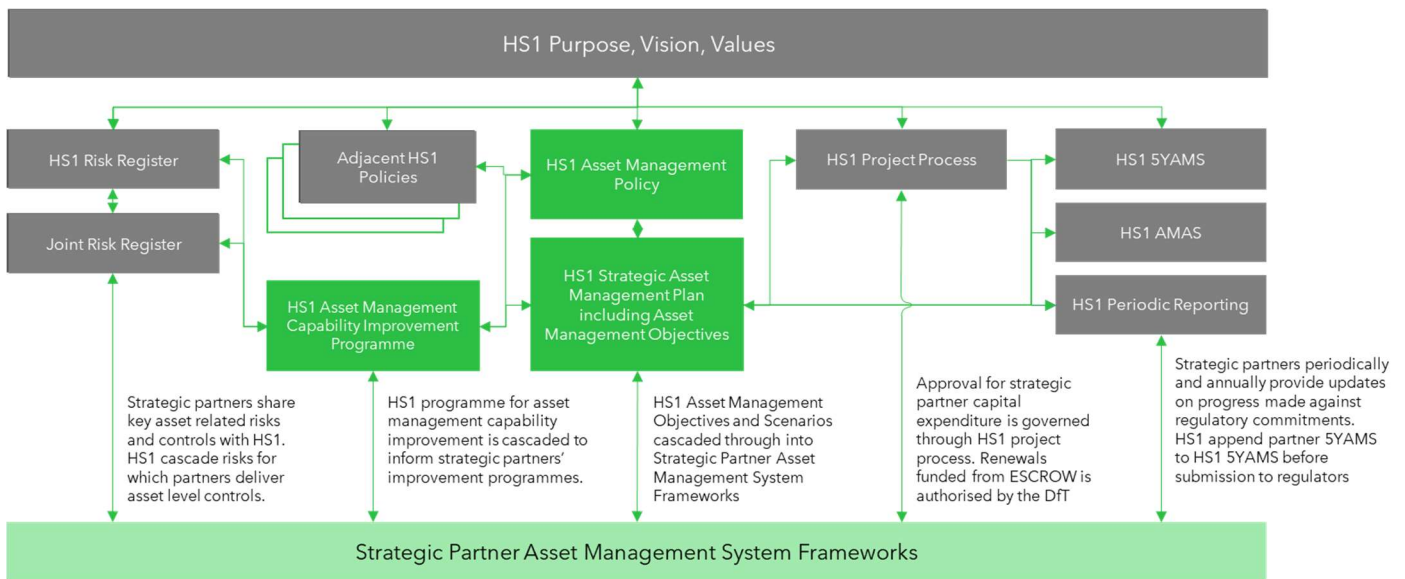 HS1 Purpose, Vision, Values
HS1 Risk Register
Adjacent HS1
Policies
HS1 Asset Management
Policy
HS1 Project Process
HS1 5YAMS
Joint Risk Register
HS1 AMAS
HS1 Asset Management
Capability Improvement
Programme
HS1 Strategic Asset
Management Plan
including Asset
Management Objectives
HS1 Periodic Reporting
Strategic partners share
key asset related risks
and controls with HS1.
HS1 cascade risks for
which partners deliver
asset level controls.
HS1 programme for asset
management capability
improvement is cascaded to
inform strategic partners’
improvement programmes.
HS1 Asset Management
Objectives and Scenarios
cascaded through into
Strategic Partner Asset
Management System
Frameworks
Approval for strategic
partner capital
expenditure is governed
through HS1 project
process. Renewals
funded from ESCROW is
authorised by the DfT
Strategic partners periodically
and annually provide updates
on progress made against
regulatory commitments.
HS1 append partner 5YAMS
to HS1 5YAMS before
submission to regulators
Strategic Partner Asset Management System Frameworks